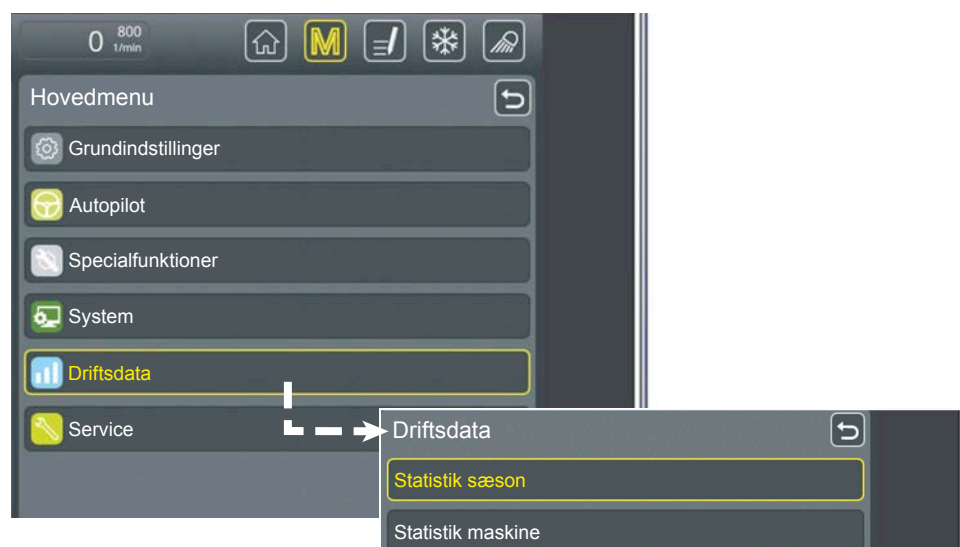 0 800
1/min
M
Hovedmenu
Grundindstillinger
Autopilot
Specialfunktioner
System
Driftsdata
Service
Driftsdata
Statistik sæson
Statistik maskine